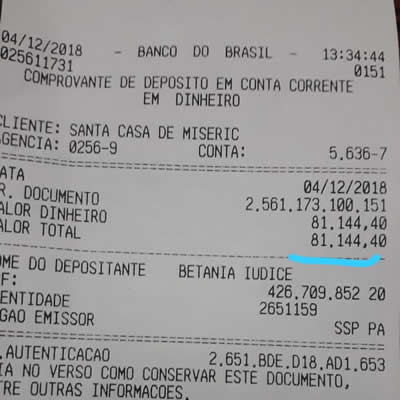 04/12/2018 - BANCO DO BRASIL - 13:34:44
025611731 0151
COMPROVANTE DE DEPOSITO EM CONTA CORRENTE
EM DINHEIRO
CLIENTE: SANTA CASA DE MISERIC
AGENCIA: 0256-9 CONTA: 5.636-7
ATA 04/12/2018
R. DOCUMENTO 2.561.173.100.151
ALOR DINHEIRO 81.144,40
ALOR TOTAL 81.144,40
OME DO DEPOSITANTE BETANIA IUDICE
F: 426.709.852 20
ENTIDADE 2651159
GAO EMISSOR SSP PA
.AUTENTICACAO 2.651.BDE.D18.AD1.653
IA NO VERSO COMO CONSERVAR ESTE DOCUMENTO,
TRE OUTRAS INFORMACOES.